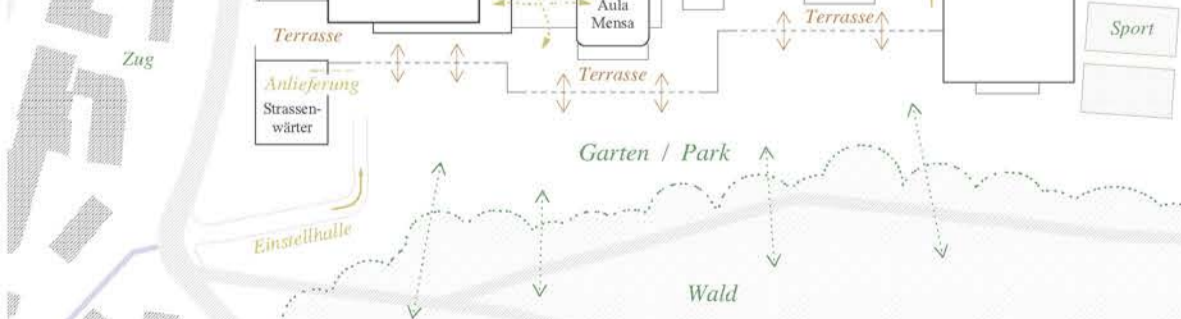 Aula
Mensa
Terrasse
Sport
Terrasse
Zug
Terrasse
Anlieferung
Strassen-
wärter
Garten / Park
Einstellhalle
Wald